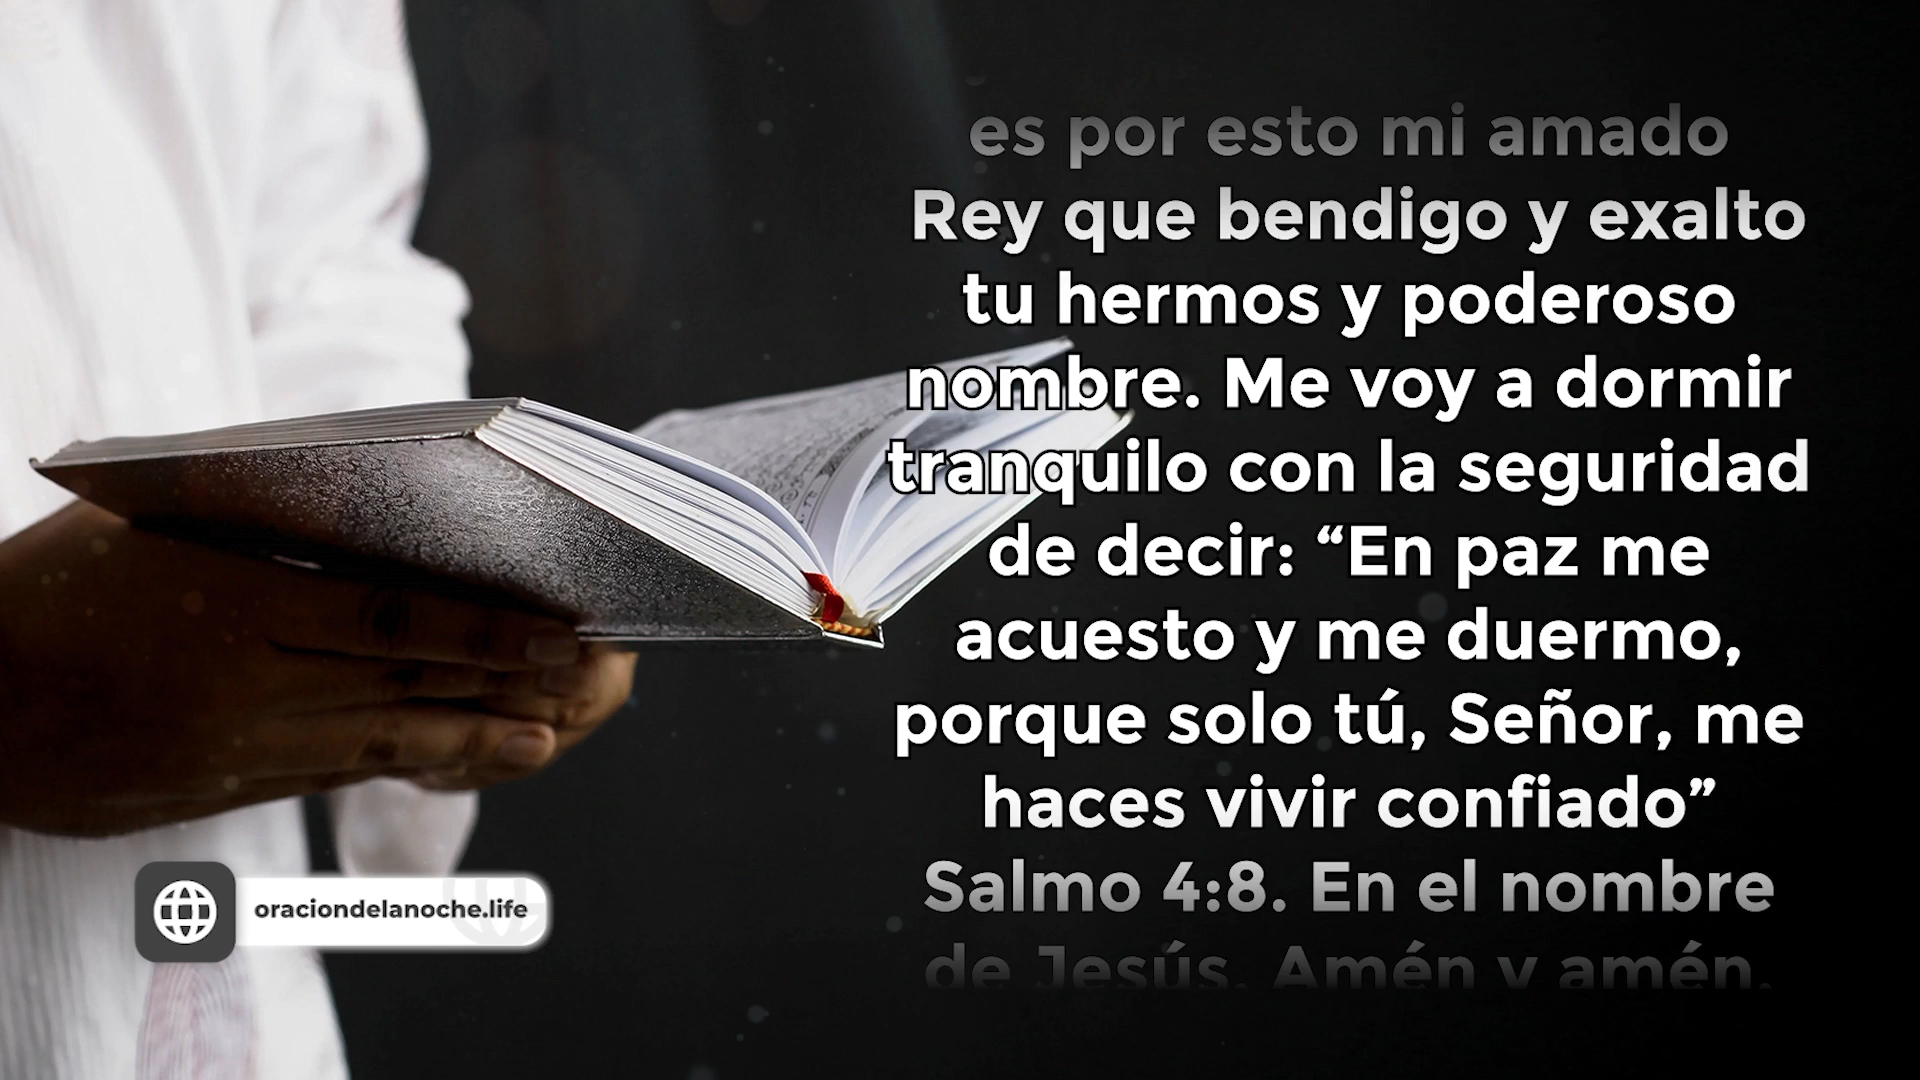 es por esto mi amado
Rey que bendigo y exalto
tu hermos y poderoso
nombre. Me voy a dormir
tranquilo con la seguridad
de decir: “En paz me
acuesto y me duermo,
porque solo tú, Señor, me
haces vivir confiado”
Salmo 4:8. En el nombre
de Jesús. Amén y amén.
oraciondelanoche.life